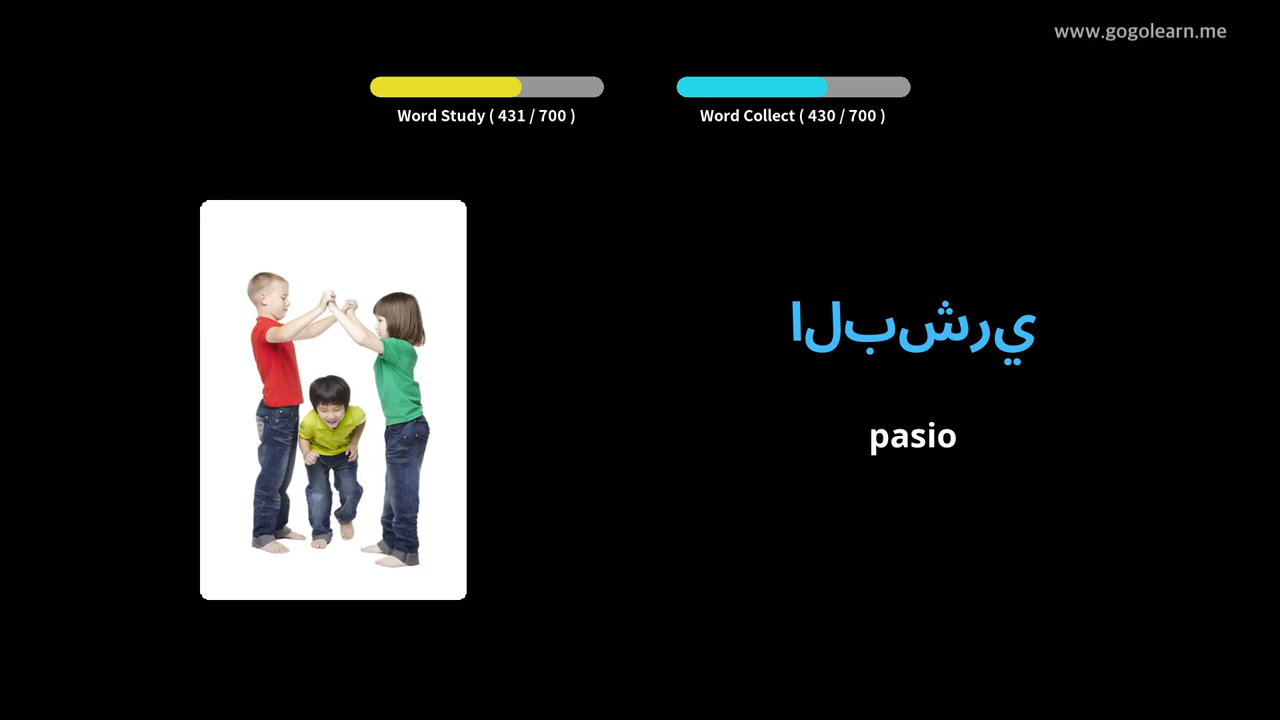 www.gogolearn.me
Word Study ( 431 / 700 )
Word Collect ( 430 / 700 )
البشري
pasio